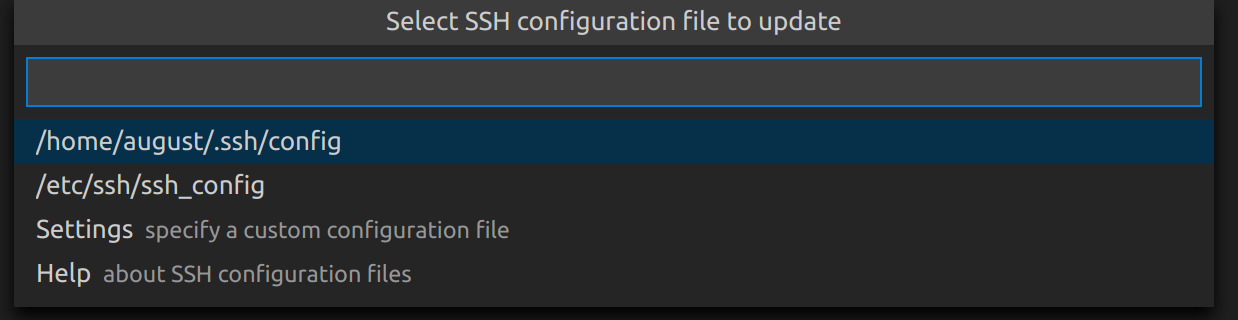 Select SSH configuration file to update
/home/august/.ssh/config
/etc/ssh/ssh_config
Settings specify a custom configuration file
Help about SSH configuration files